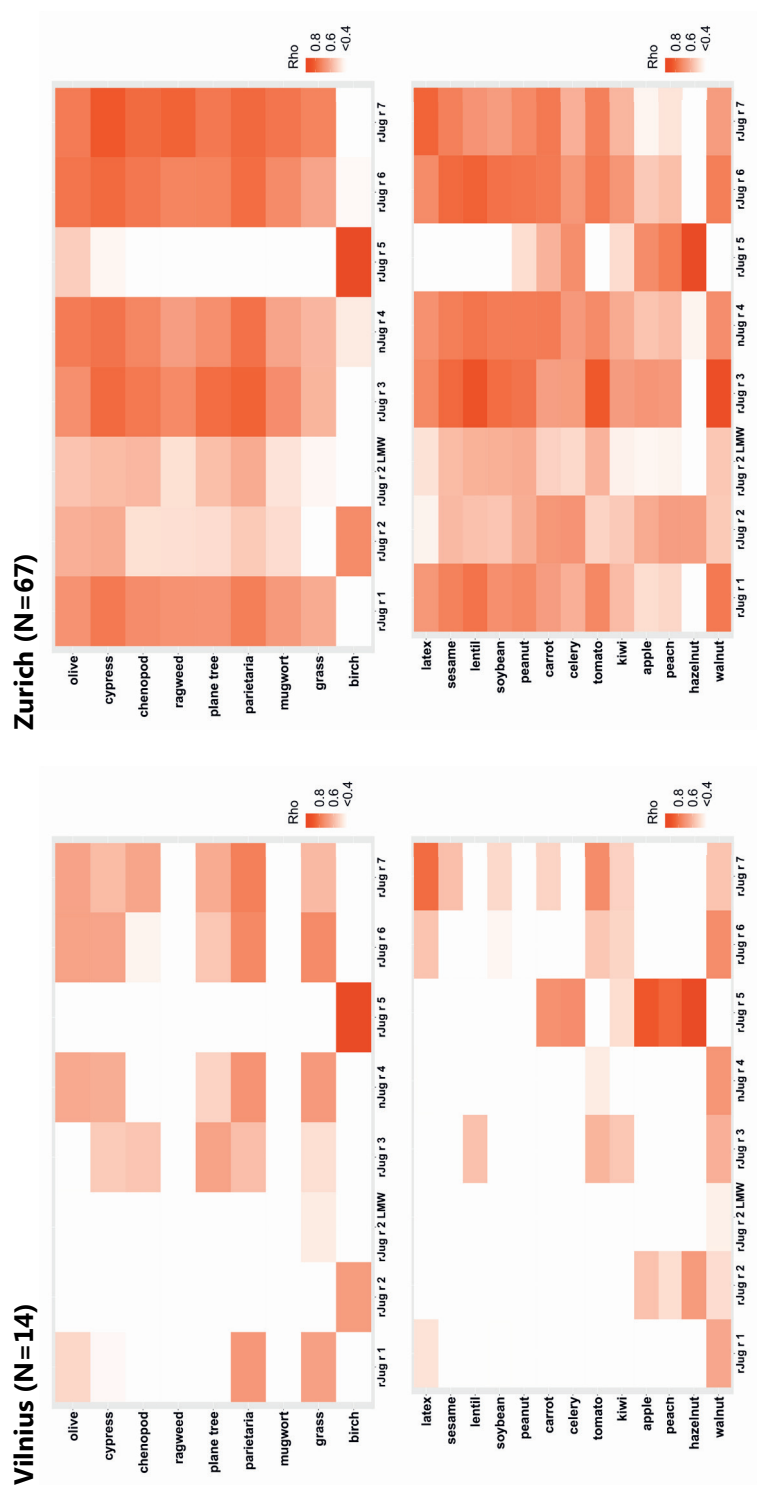 Zurich (N=67)
olive
cypress
chenopod
ragweed
plane tree
parietaria
mugwort
grass
birch
rJug r 1
rJug r 2
rJug r 2 LMW
rJug r 3
nJug r 4
rJug r 5
rJug r 6
rJug r 7
Rho
0.8
0.6
<0.4
latex
sesame
lentil
soybean
peanut
carrot
celery
tomato
kiwi
apple
peach
hazelnut
walnut
rJug r 1
rJug r 2
rJug r 2 LMW
rJug r 3
nJug r 4
rJug r 5
rJug r 6
rJug r 7
Rho
0.8
0.6
<0.4
Vilnius (N=14)
olive
cypress
chenopod
ragweed
plane tree
parietaria
mugwort
grass
birch
rJug r 1
rJug r 2
rJug r 2 LMW
rJug r 3
nJug r 4
rJug r 5
rJug r 6
rJug r 7
Rho
0.8
0.6
<0.4
latex
sesame
lentil
soybean
peanut
carrot
celery
tomato
kiwi
apple
peach
hazelnut
walnut
rJug r 1
rJug r 2
rJug r 2 LMW
rJug r 3
nJug r 4
rJug r 5
rJug r 6
rJug r 7
Rho
0.8
0.6
<0.4